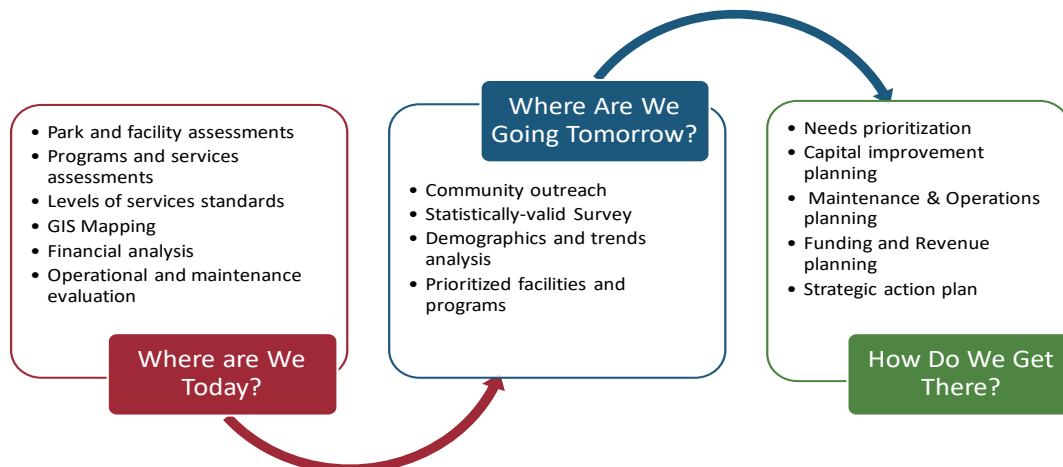 • Park and facility assessments
• Programs and services
assessments
• Levels of services standards
• GIS Mapping
• Financial analysis
• Operational and maintenance
evaluation
Where are We
Today?
Where Are We
Going Tomorrow?
• Community outreach
• Statistically-valid Survey
• Demographics and trends
analysis
• Prioritized facilities and
programs
• Needs prioritization
• Capital improvement
planning
• Maintenance & Operations
planning
• Funding and Revenue
planning
• Strategic action plan
How Do We Get
There?